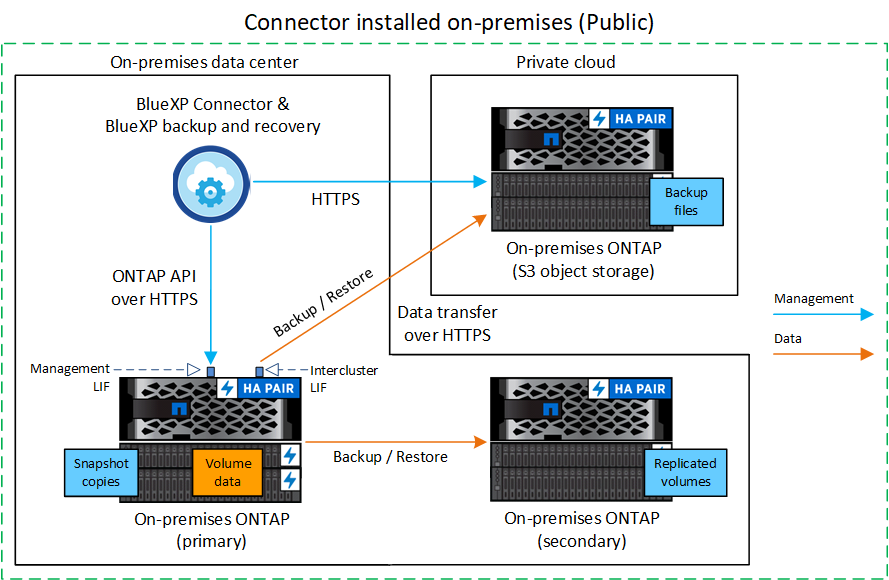 Connector installed on-premises (Public)
On-premises data center
Private cloud
BlueXP Connector &
BlueXP backup and recovery
HA PAIR
HTTPS
Backup
files
On-premises ONTAP
(S3 object storage)
ONTAP API
over HTTPS
Backup / Restore
Data transfer
over HTTPS
Management
Data
Management
LIF
Intercluster
LIF
HA PAIR
HA PAIR
Snapshot
copies
Volume
data
Backup / Restore
Replicated
volumes
On-premises ONTAP
(primary)
On-premises ONTAP
(secondary)